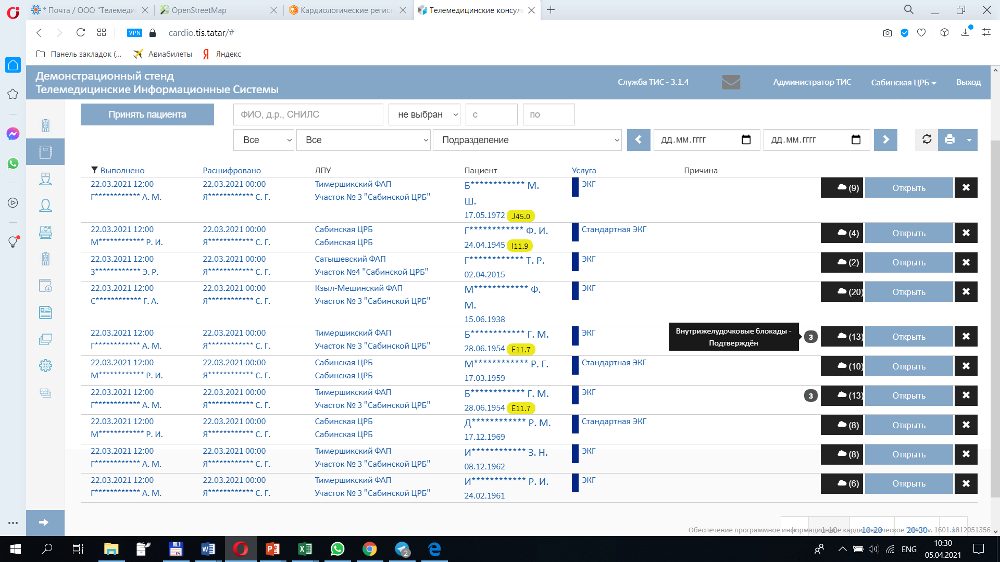 * Почта / ООО "Телемеди
OpenStreetMap
Кардиологические регист
Телемедицинские консуль
VPN
cardio.tis.tatar/#
Панель закладок (...
Авиабилеты
Я
Яндекс
Демонстрационный стенд
Телемедицинские Информационные Системы
Служба ТИС - 3.1.4
Администратор ТИС
Сабинская ЦРБ
Выход
Принять пациента
ФИО, д.р., СНИЛС
не выбран
с
по
Все
Все
Подразделение
ДД.ММ.ГГГГ
ДД.ММ.ГГГГ
Выполнено Расшифровано ЛПУ Пациент Услуга Причина
22.03.2021 12:00 22.03.2021 00:00 Тимершикский ФАП Б************ М. ЭКГ
Г************ А. М. Я************ С. Г. Участок № 3 "Сабинской ЦРБ" Ш. (9) Открыть
17.05.1972 J45.0
22.03.2021 12:00 22.03.2021 00:00 Сабинская ЦРБ Г************ Ф. И. Стандартная ЭКГ (4) Открыть
М************ Р. И. Я************ С. Г. Сабинская ЦРБ 24.04.1945 I11.9
22.03.2021 12:00 22.03.2021 00:00 Сатышевский ФАП Г************ Т. Р. ЭКГ (2) Открыть
З************ Э. Р. Я************ С. Г. Участок №4 "Сабинской ЦРБ" 02.04.2015
22.03.2021 12:00 22.03.2021 00:00 Кзыл-Мешинский ФАП М************ Ф. ЭКГ (20) Открыть
С************ Г. А. Я************ С. Г. Участок № 3 "Сабинской ЦРБ" М.
15.06.1938
22.03.2021 12:00 22.03.2021 00:00 Тимершикский ФАП Б************ Г. М. ЭКГ Внутрижелудочковые блокады - 3 (13) Открыть
Г************ А. М. Я************ С. Г. Участок № 3 "Сабинской ЦРБ" 28.06.1954 E11.7 Подтверждён
22.03.2021 12:00 22.03.2021 00:00 Сабинская ЦРБ М************ Р. Г. Стандартная ЭКГ (10) Открыть
М************ Р. И. Я************ С. Г. Сабинская ЦРБ 17.03.1959
22.03.2021 12:00 22.03.2021 00:00 Тимершикский ФАП Б************ Г. М. ЭКГ 3 (13) Открыть
Г************ А. М. Я************ С. Г. Участок № 3 "Сабинской ЦРБ" 28.06.1954 E11.7
22.03.2021 12:00 22.03.2021 00:00 Сабинская ЦРБ Д************ Р. М. Стандартная ЭКГ (8) Открыть
М************ Р. И. Я************ С. Г. Сабинская ЦРБ 17.12.1969
22.03.2021 12:00 22.03.2021 00:00 Тимершикский ФАП И************ З. Н. ЭКГ (8) Открыть
Г************ А. М. Я************ С. Г. Участок № 3 "Сабинской ЦРБ" 08.12.1962
22.03.2021 12:00 22.03.2021 00:00 Тимершикский ФАП И************ Р. И. ЭКГ (6) Открыть
Г************ А. М. Я************ С. Г. Участок № 3 "Сабинской ЦРБ" 24.02.1961
« 1-10 10-20 20-30 »
Обеспечение программное информационное кардиологическое v. 1601.1812051356
2
ENG
10:30
05.04.2021